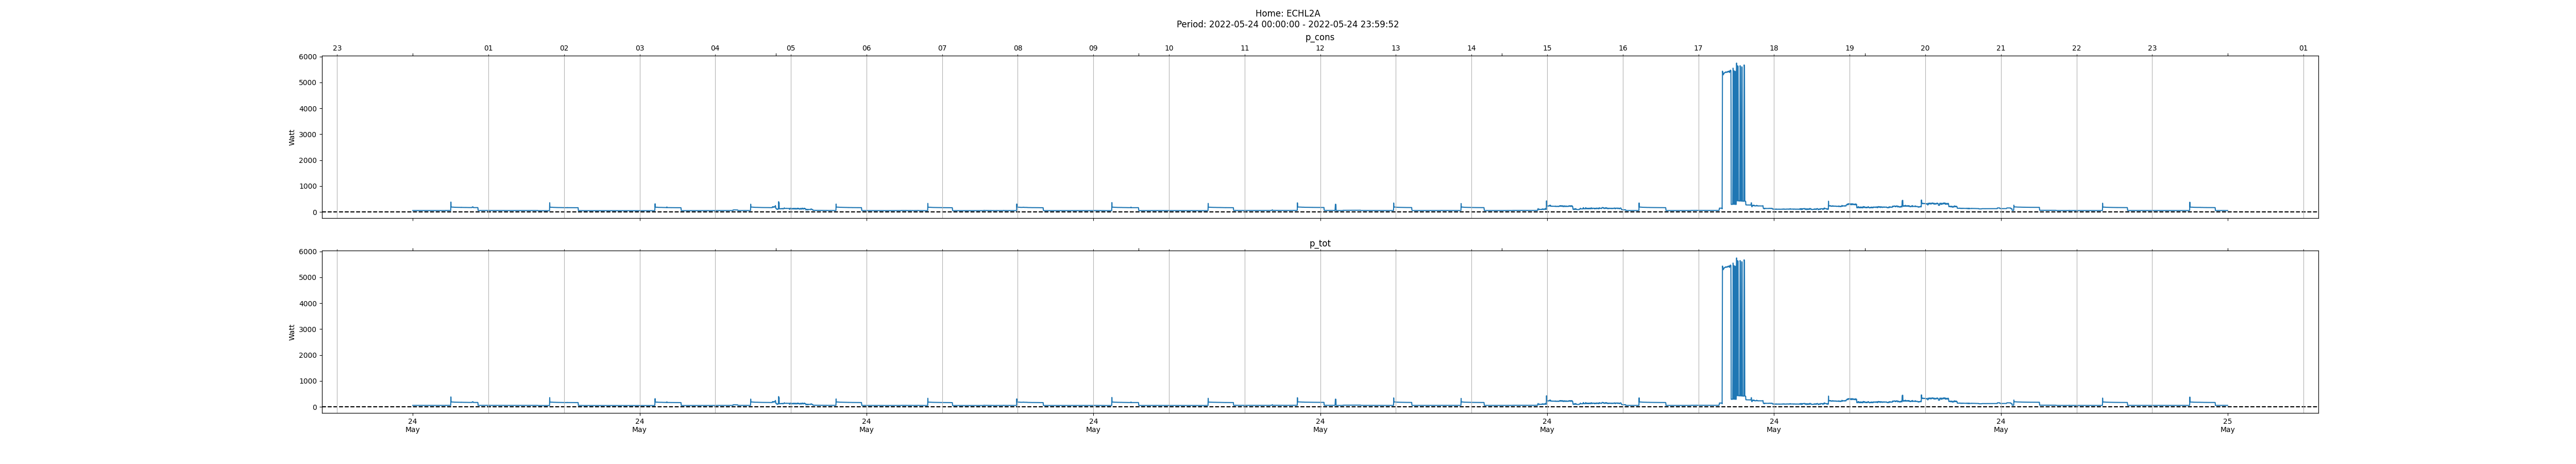 Home: ECHL2A
Period: 2022-05-24 00:00:00 - 2022-05-24 23:59:52
p_cons
23 01 02 03 04 05 06 07 08 09 10 11 12 13 14 15 16 17 18 19 20 21 22 23 01
6000
5000
4000
3000
2000
1000
0
Watt
p_tot
6000
5000
4000
3000
2000
1000
0
Watt
24 24 24 24 24 24 24 24 25
May May May May May May May May May